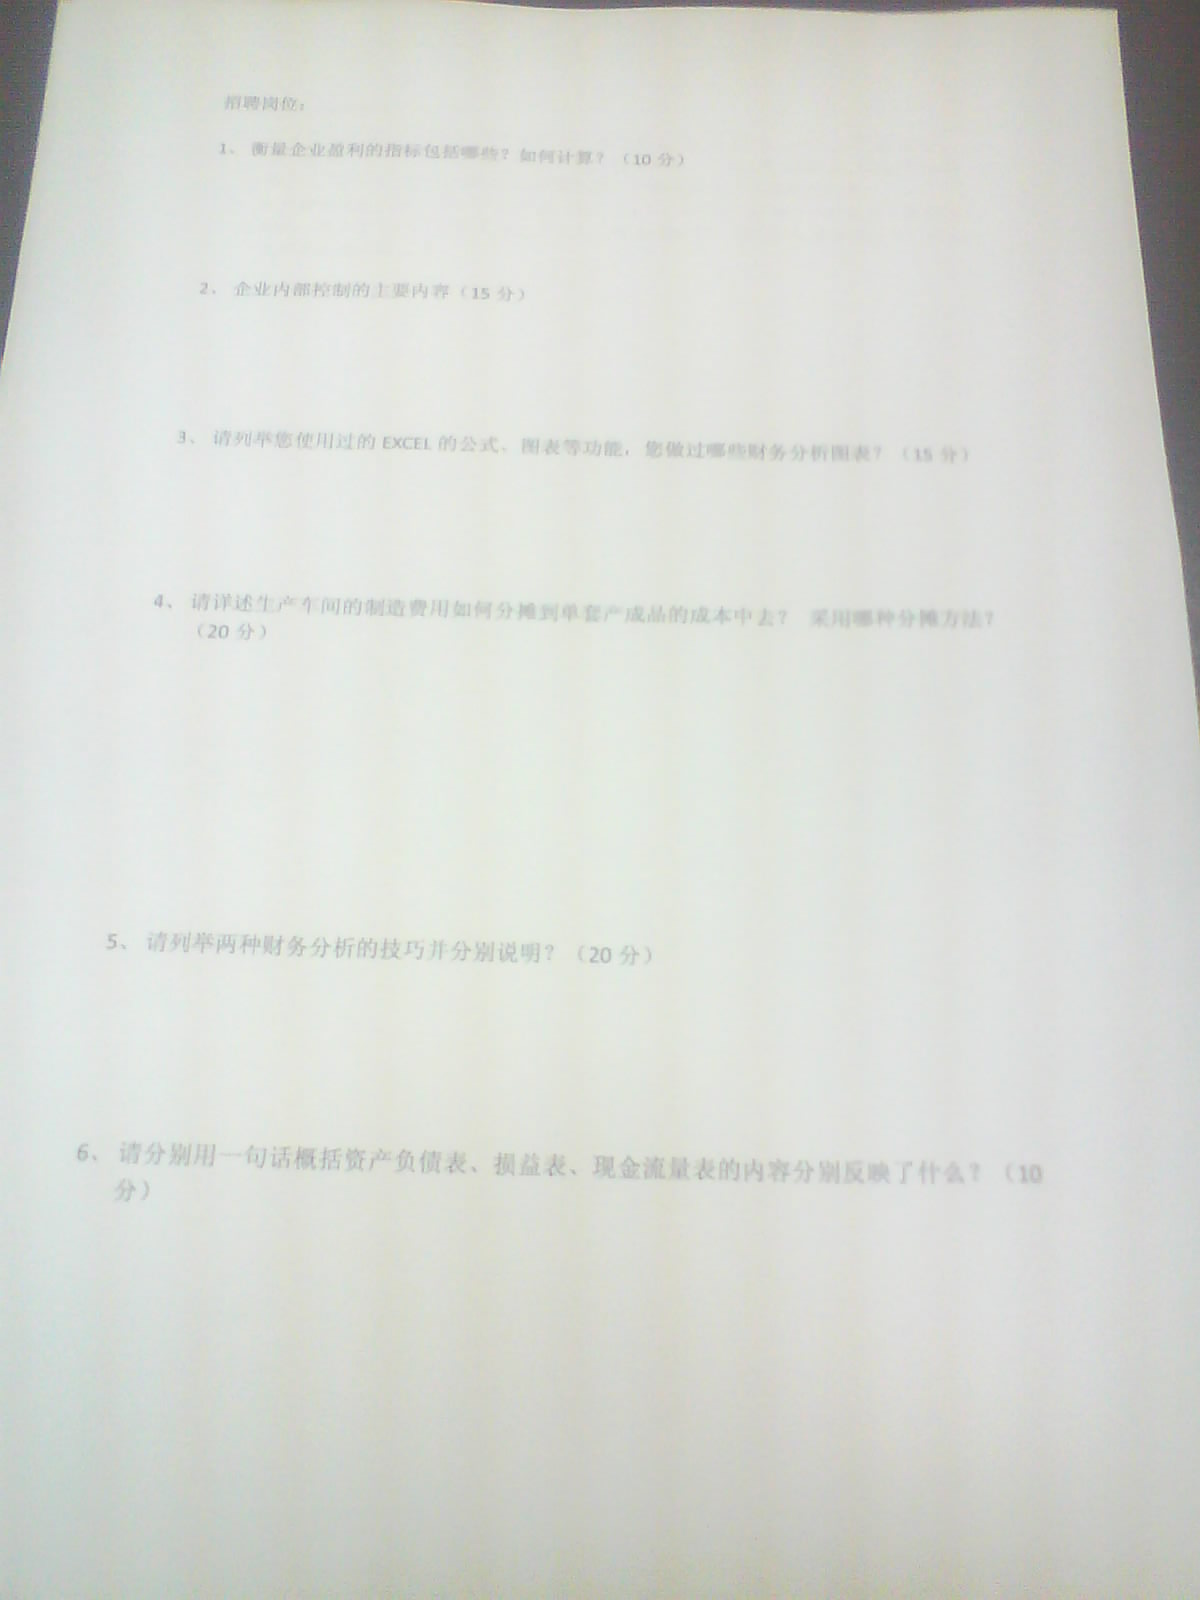 招聘岗位：
1、 衡量企业盈利的指标包括哪些？如何计算？（10 分）
2、 企业内部控制的主要内容（15 分）
3、 请列举您使用过的 EXCEL 的公式、图表等功能，您做过哪些财务分析图表？（15 分）
4、 请详述生产车间的制造费用如何分摊到单套产成品的成本中去？ 采用哪种分摊方法？
（20 分）
5、 请列举两种财务分析的技巧并分别说明？（20 分）
6、 请分别用一句话概括资产负债表、损益表、现金流量表的内容分别反映了什么？（10
分）